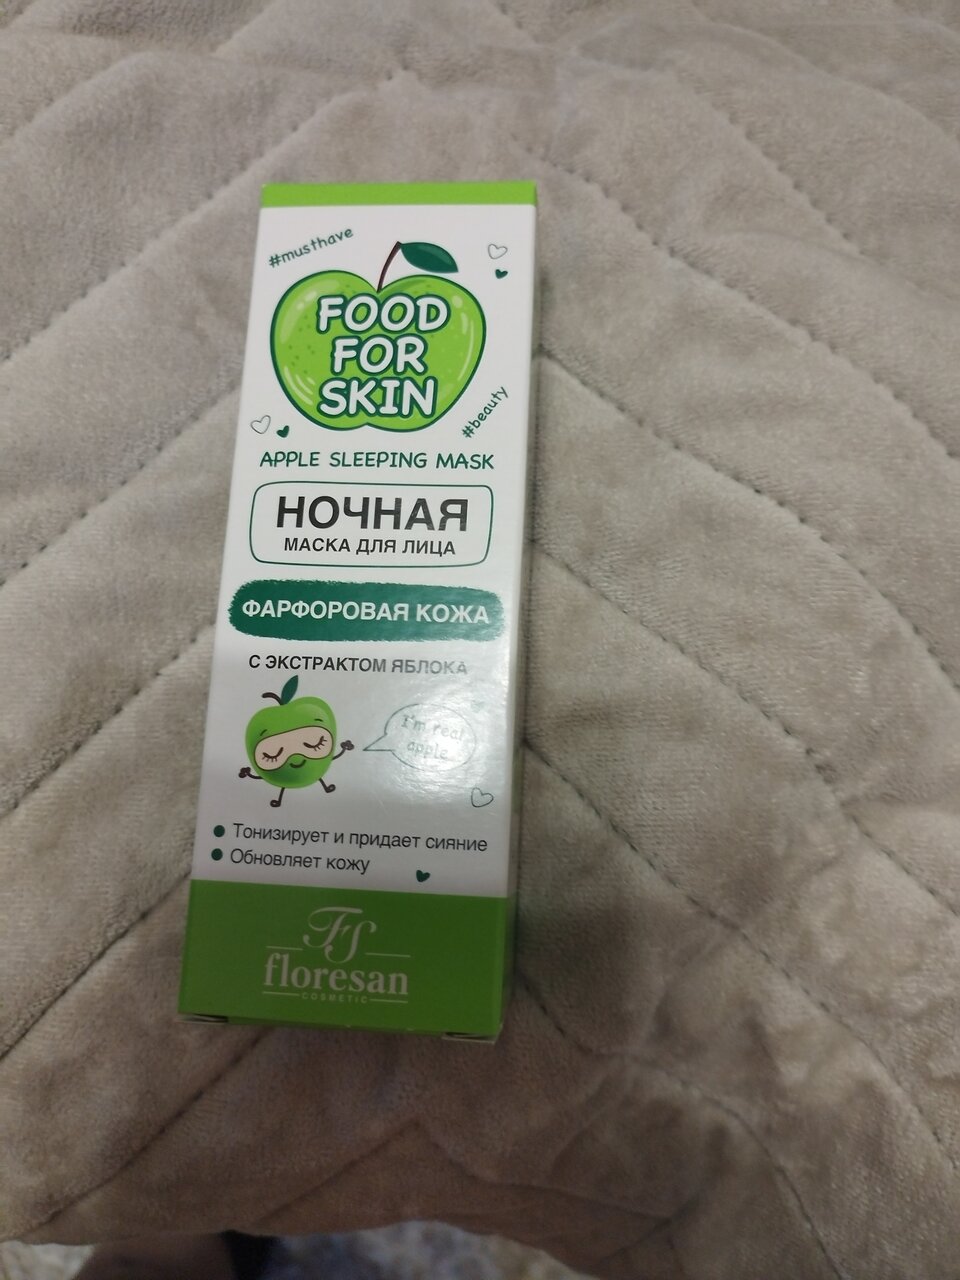 #musthave
FOOD
FOR
SKIN
#beauty
APPLE SLEEPING MASK
НОЧНАЯ
МАСКА ДЛЯ ЛИЦА
ФАРФОРОВАЯ КОЖА
С ЭКСТРАКТОМ ЯБЛОКА
I'm real
apple
• Тонизирует и придает сияние
• Обновляет кожу
FS
floresan
COSMETIC